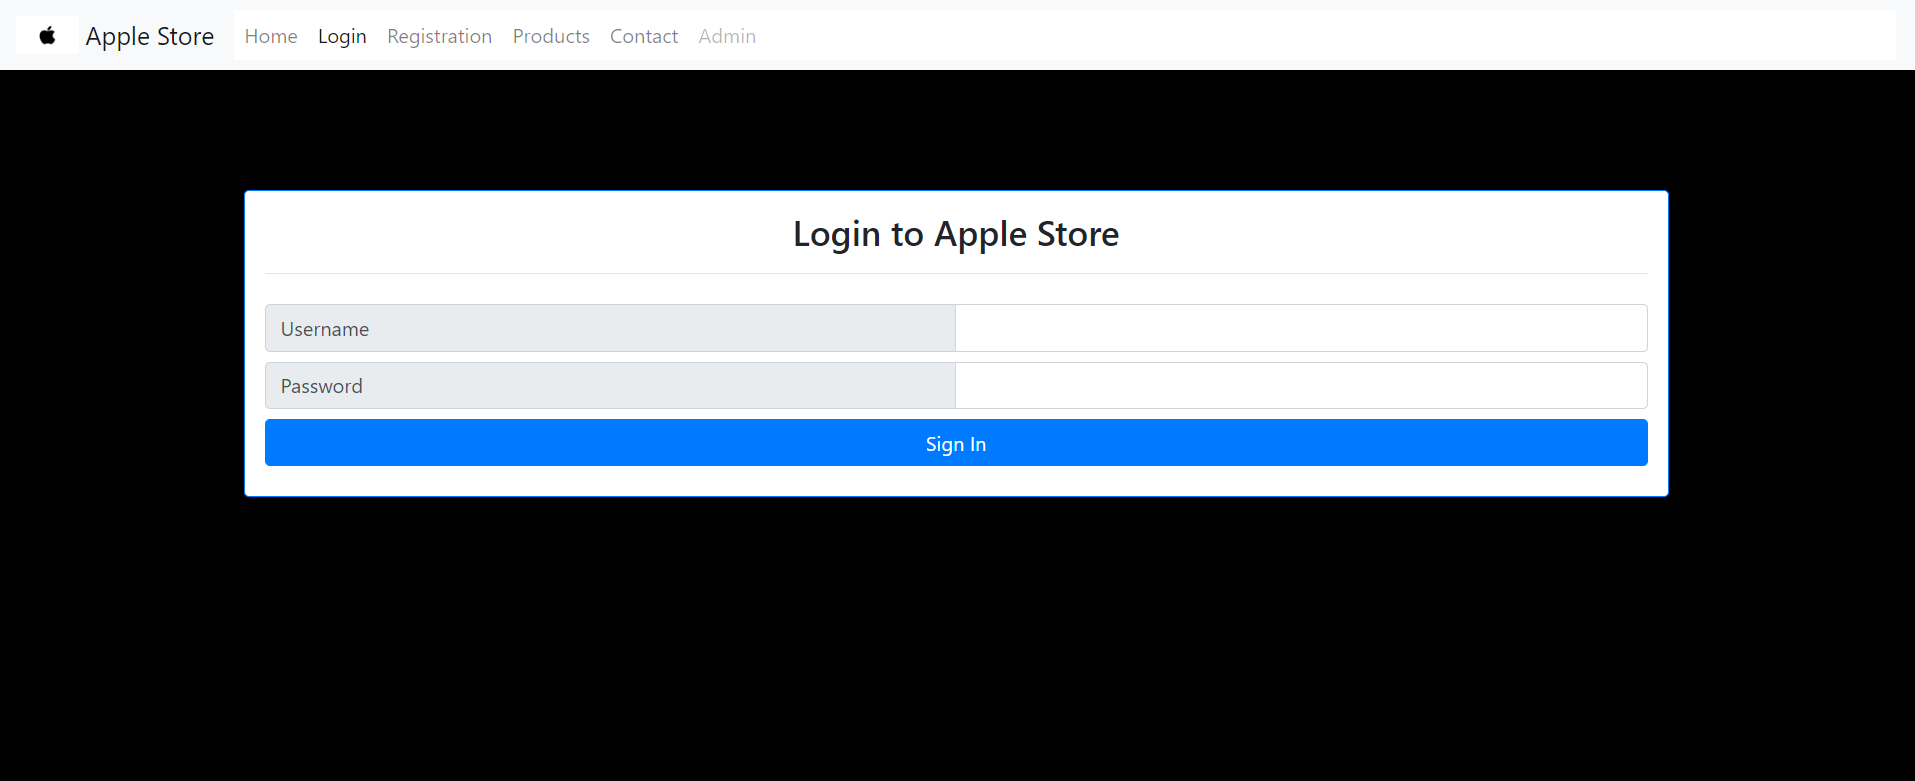 Apple Store Home Login Registration Products Contact Admin
Login to Apple Store
Username
Password
Sign In